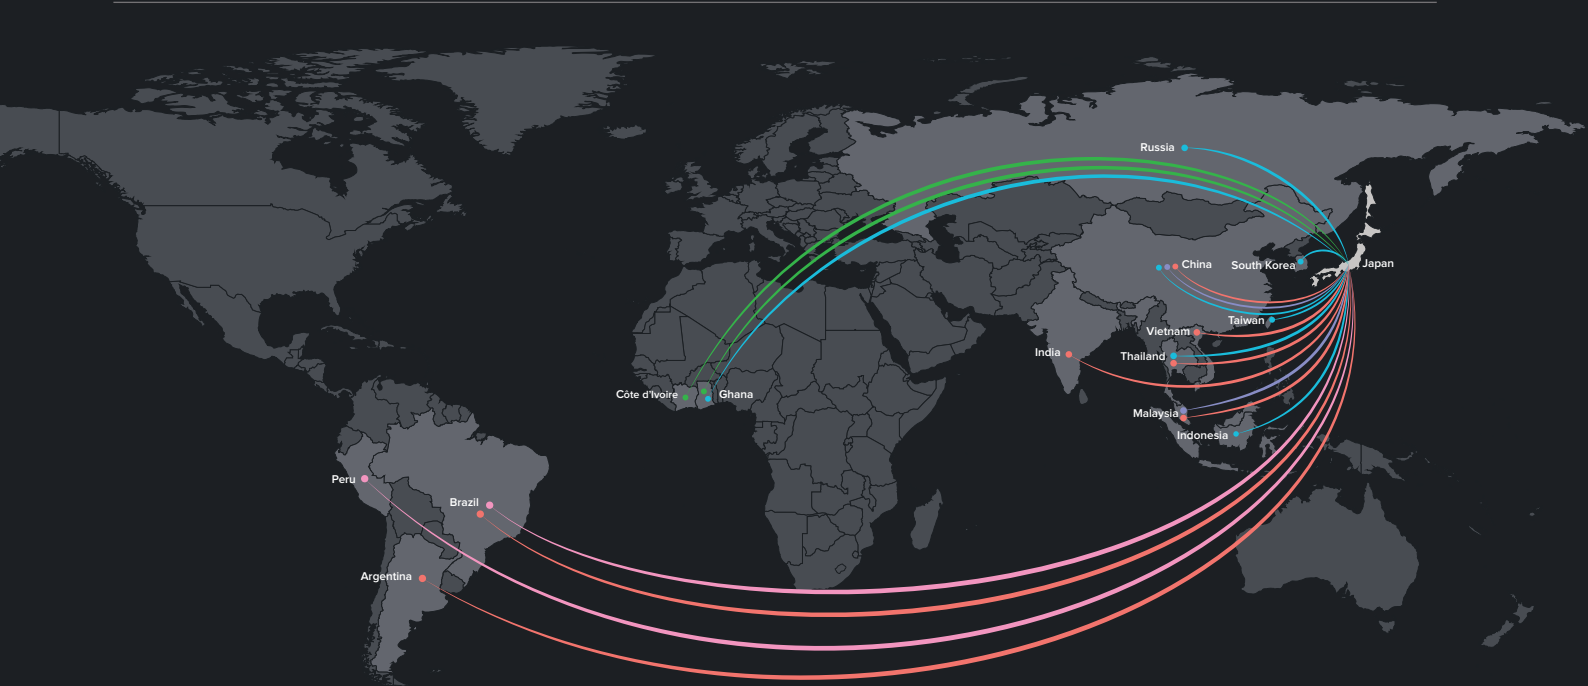 Russia
China
South Korea
Japan
Taiwan
Vietnam
India
Thailand
Côte d'Ivoire
Ghana
Malaysia
Indonesia
Peru
Brazil
Argentina